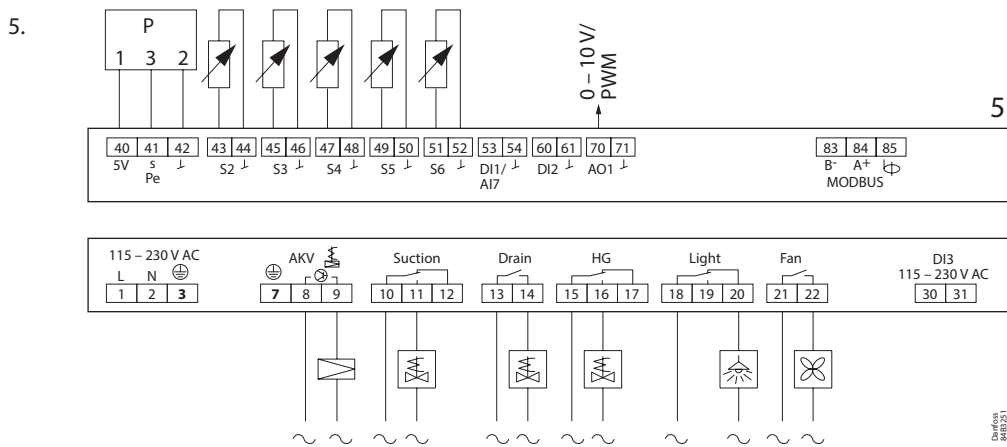 5.
P
1 3 2
0 – 10 V/
PWM
5
40 41 42 43 44 45 46 47 48 49 50 51 52 53 54 60 61 70 71 83 84 85
5V s S2 S3 S4 S5 S6 DI1/ DI2 AO1 B- A+
Pe AI7 MODBUS
115 – 230 V AC AKV Suction Drain HG Light Fan DI3
L N 115 – 230 V AC
1 2 3 7 8 9 10 11 12 13 14 15 16 17 18 19 20 21 22 30 31
Danfoss